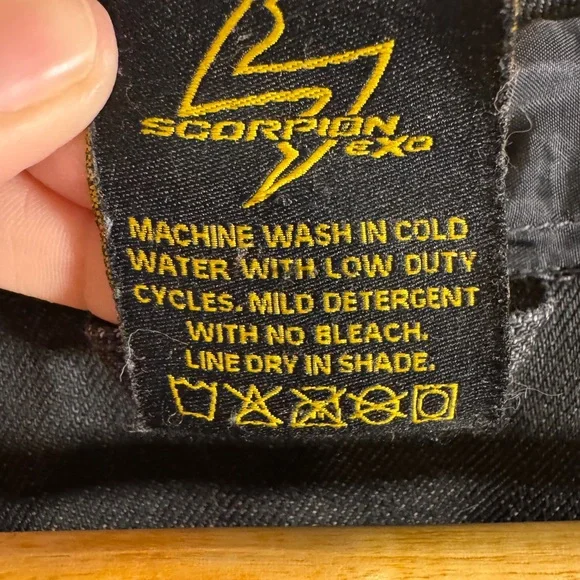 SCORPION
EXO
MACHINE WASH IN COLD
WATER WITH LOW DUTY
CYCLES. MILD DETERGENT
WITH NO BLEACH.
LINE DRY IN SHADE.